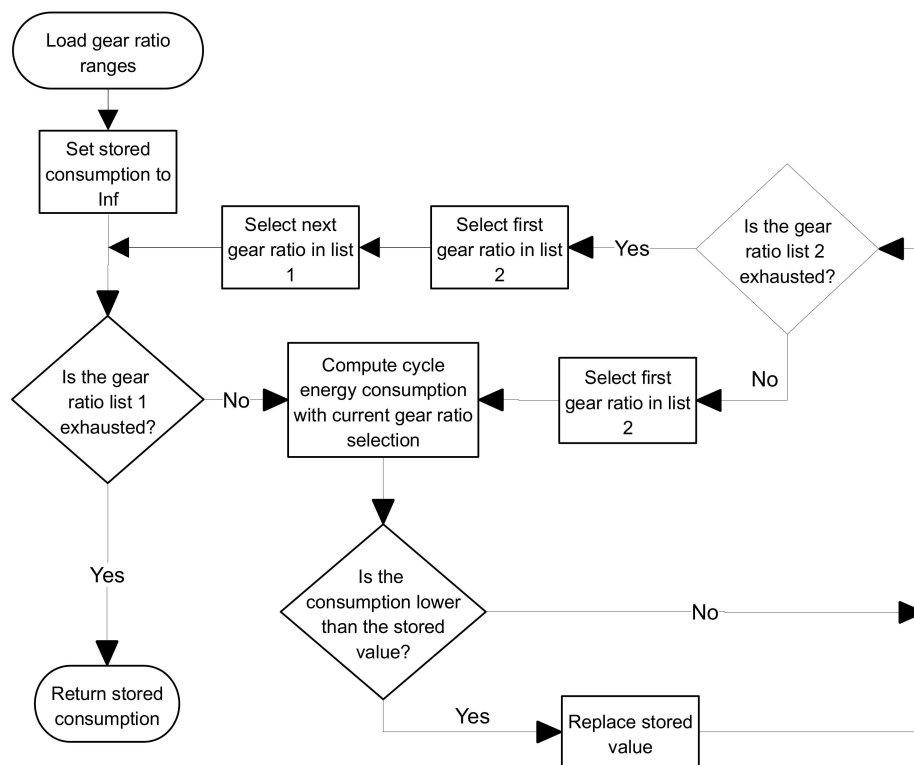 Load gear ratio
ranges
Set stored
consumption to
Inf
Select next
gear ratio in list
1
Select first
gear ratio in list
2
Yes
Is the gear
ratio list 2
exhausted?
No
Is the gear
ratio list 1
exhausted?
No
Compute cycle
energy consumption
with current gear ratio
selection
Select first
gear ratio in list
2
Yes
Is the
consumption lower
than the stored
value?
No
Yes
Return stored
consumption
Replace stored
value